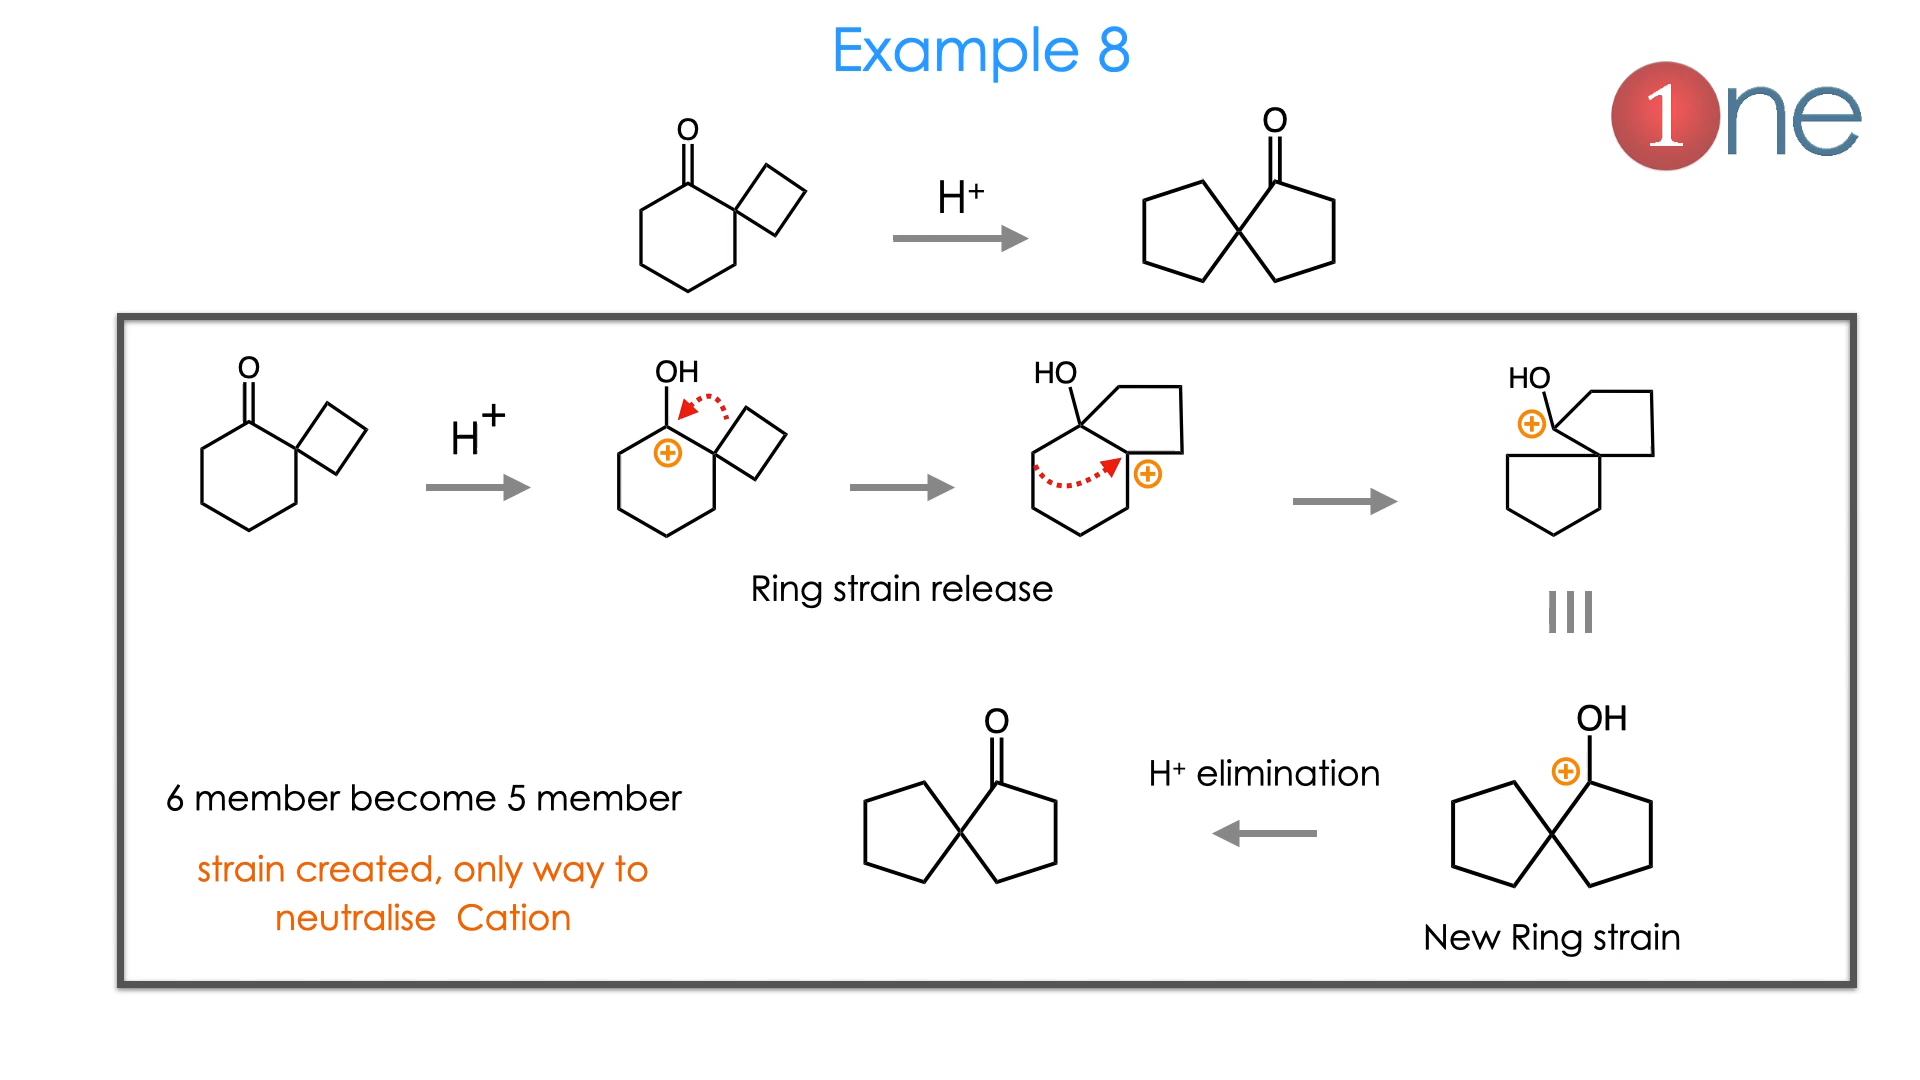 Example 8
1ne
O
H⁺
O
O
H⁺
OH
HO
HO
Ring strain release
O
OH
H⁺ elimination
6 member become 5 member
strain created, only way to
neutralise Cation
New Ring strain